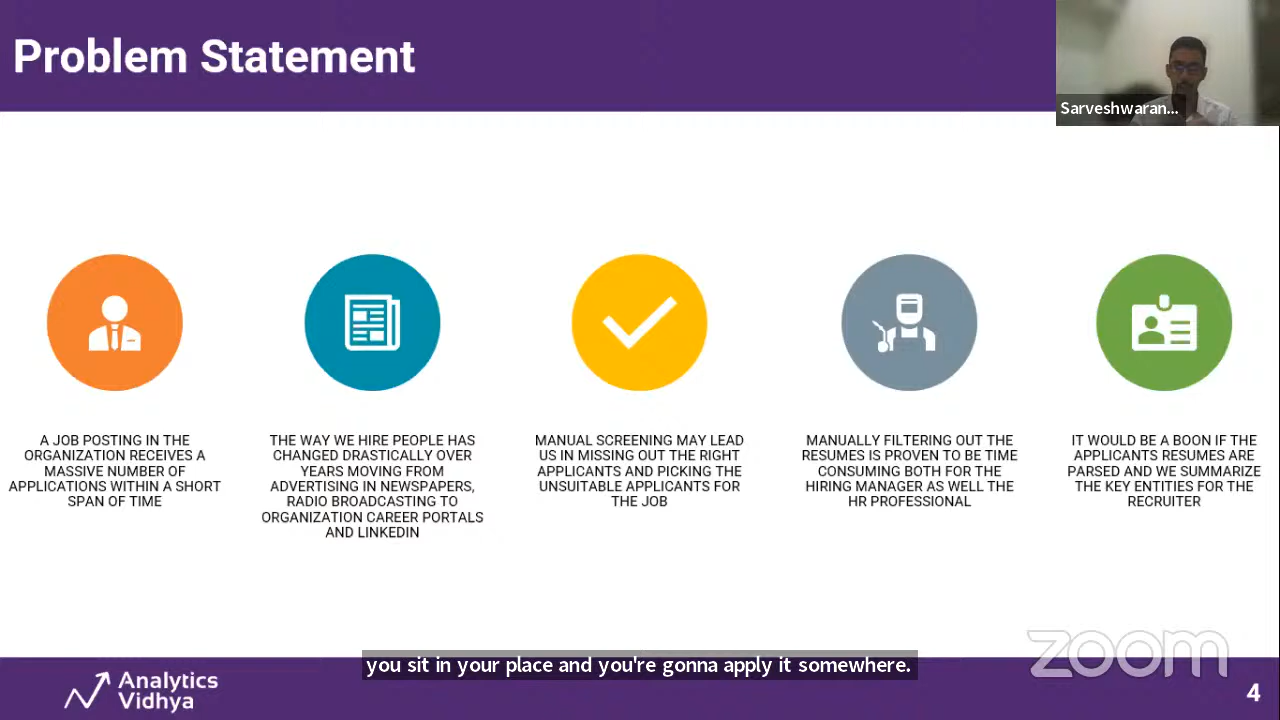 Problem Statement
Sarveshwaran...
A JOB POSTING IN THE
ORGANIZATION RECEIVES A
MASSIVE NUMBER OF
APPLICATIONS WITHIN A SHORT
SPAN OF TIME
THE WAY WE HIRE PEOPLE HAS
CHANGED DRASTICALLY OVER
YEARS MOVING FROM
ADVERTISING IN NEWSPAPERS,
RADIO BROADCASTING TO
ORGANIZATION CAREER PORTALS
AND LINKEDIN
MANUAL SCREENING MAY LEAD
US IN MISSING OUT THE RIGHT
APPLICANTS AND PICKING THE
UNSUITABLE APPLICANTS FOR
THE JOB
MANUALLY FILTERING OUT THE
RESUMES IS PROVEN TO BE TIME
CONSUMING BOTH FOR THE
HIRING MANAGER AS WELL THE
HR PROFESSIONAL
IT WOULD BE A BOON IF THE
APPLICANTS RESUMES ARE
PARSED AND WE SUMMARIZE
THE KEY ENTITIES FOR THE
RECRUITER
zoom
you sit in your place and you're gonna apply it somewhere.
Analytics
Vidhya
4